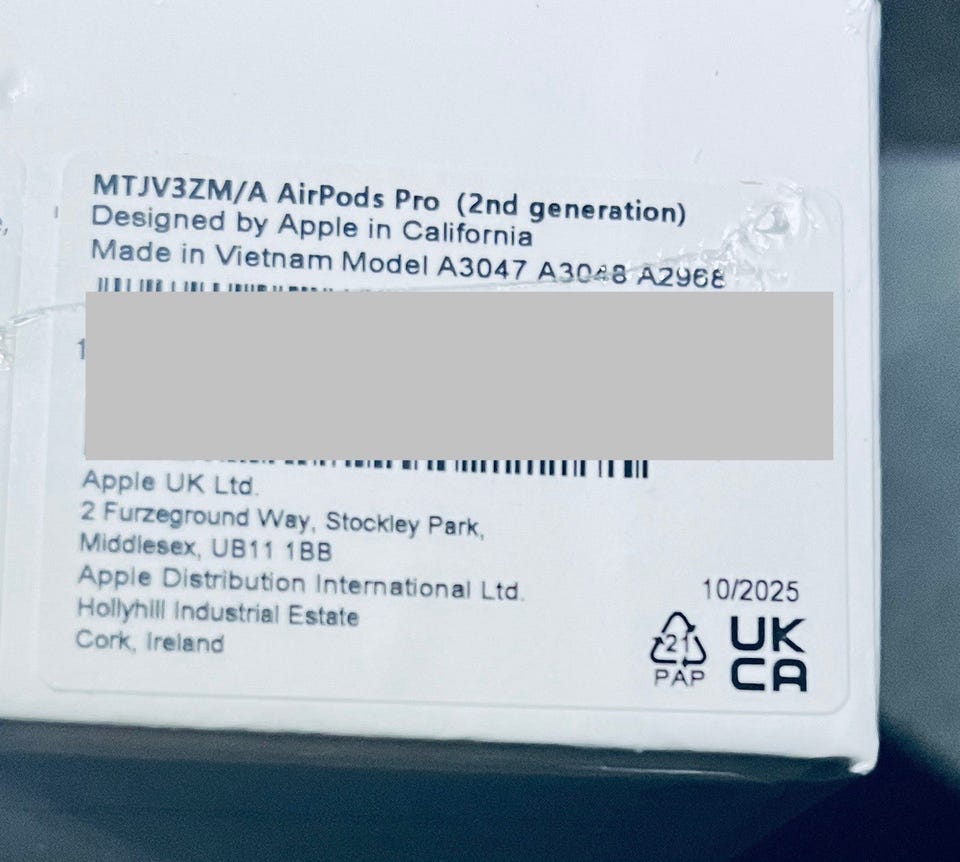 MTJV3ZM/A AirPods Pro (2nd generation)
Designed by Apple in California
Made in Vietnam Model A3047 A3048 A2968
Apple UK Ltd.
2 Furzeground Way, Stockley Park,
Middlesex, UB11 1BB
Apple Distribution International Ltd.
Hollyhill Industrial Estate
Cork, Ireland
10/2025
21
PAP
UK
CA